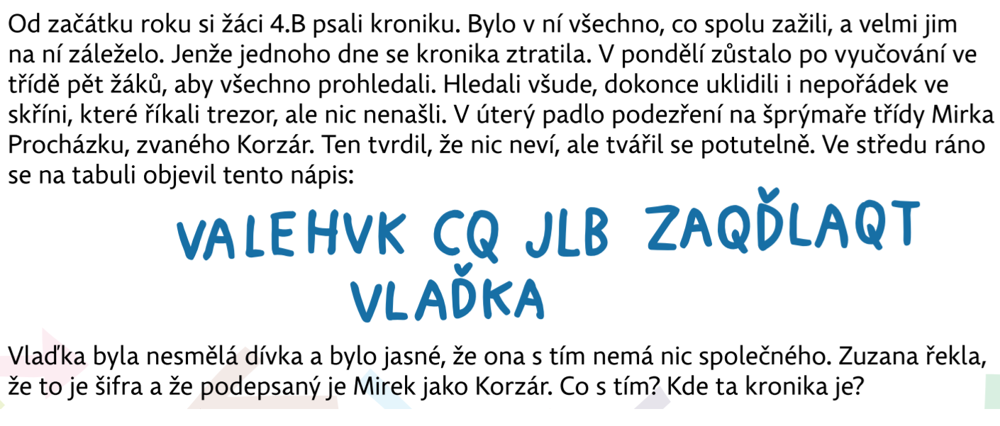 Od začátku roku si žáci 4.B psali kroniku. Bylo v ní všechno, co spolu zažili, a velmi jim
na ní záleželo. Jenže jednoho dne se kronika ztratila. V pondělí zůstalo po vyučování ve
třídě pět žáků, aby všechno prohledali. Hledali všude, dokonce uklidili i nepořádek ve
skříni, které říkali trezor, ale nic nenašli. V úterý padlo podezření na šprýmaře třídy Mirka
Procházku, zvaného Korzár. Ten tvrdil, že nic neví, ale tvářil se potutelně. Ve středu ráno
se na tabuli objevil tento nápis:
VALEHVK CQ JLB ZAQĎLAQT
VLAĎKA
Vlaďka byla nesmělá dívka a bylo jasné, že ona s tím nemá nic společného. Zuzana řekla,
že to je šifra a že podepsaný je Mirek jako Korzár. Co s tím? Kde ta kronika je?